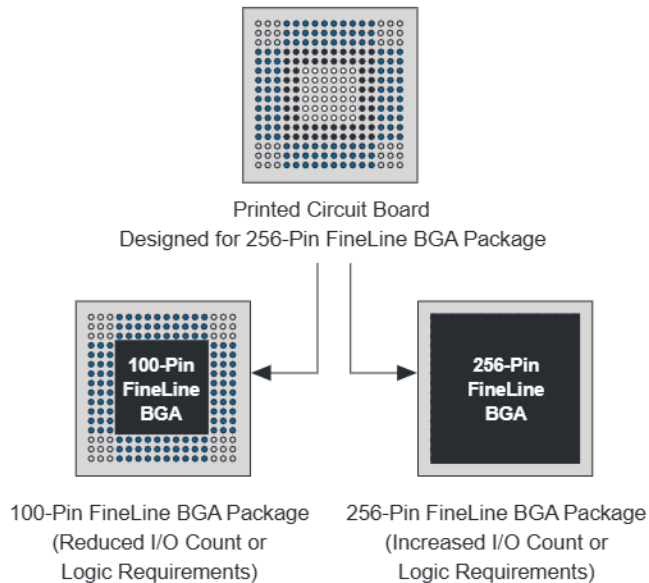 Printed Circuit Board
Designed for 256-Pin FineLine BGA Package
100-Pin
FineLine
BGA
256-Pin
FineLine
BGA
100-Pin FineLine BGA Package
(Reduced I/O Count or
Logic Requirements)
256-Pin FineLine BGA Package
(Increased I/O Count or
Logic Requirements)